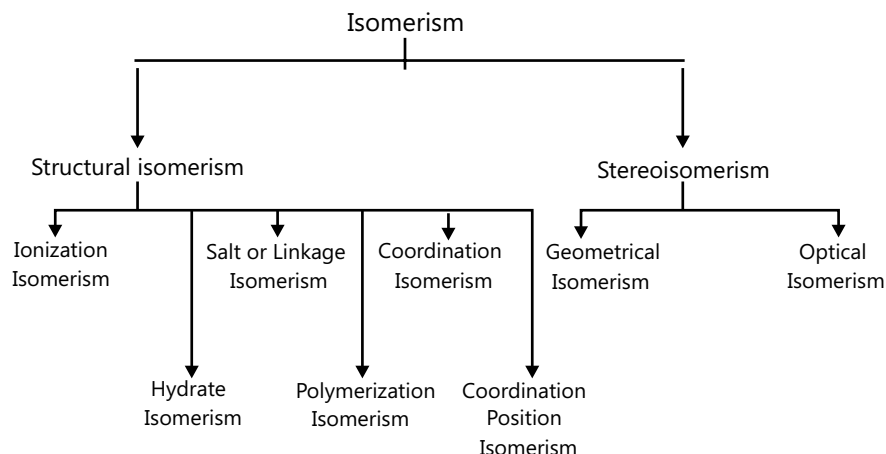 Isomerism
Structural isomerism
Stereoisomerism
Ionization
Isomerism
Salt or Linkage
Isomerism
Coordination
Isomerism
Geometrical
Isomerism
Optical
Isomerism
Hydrate
Isomerism
Polymerization
Isomerism
Coordination
Position
Isomerism